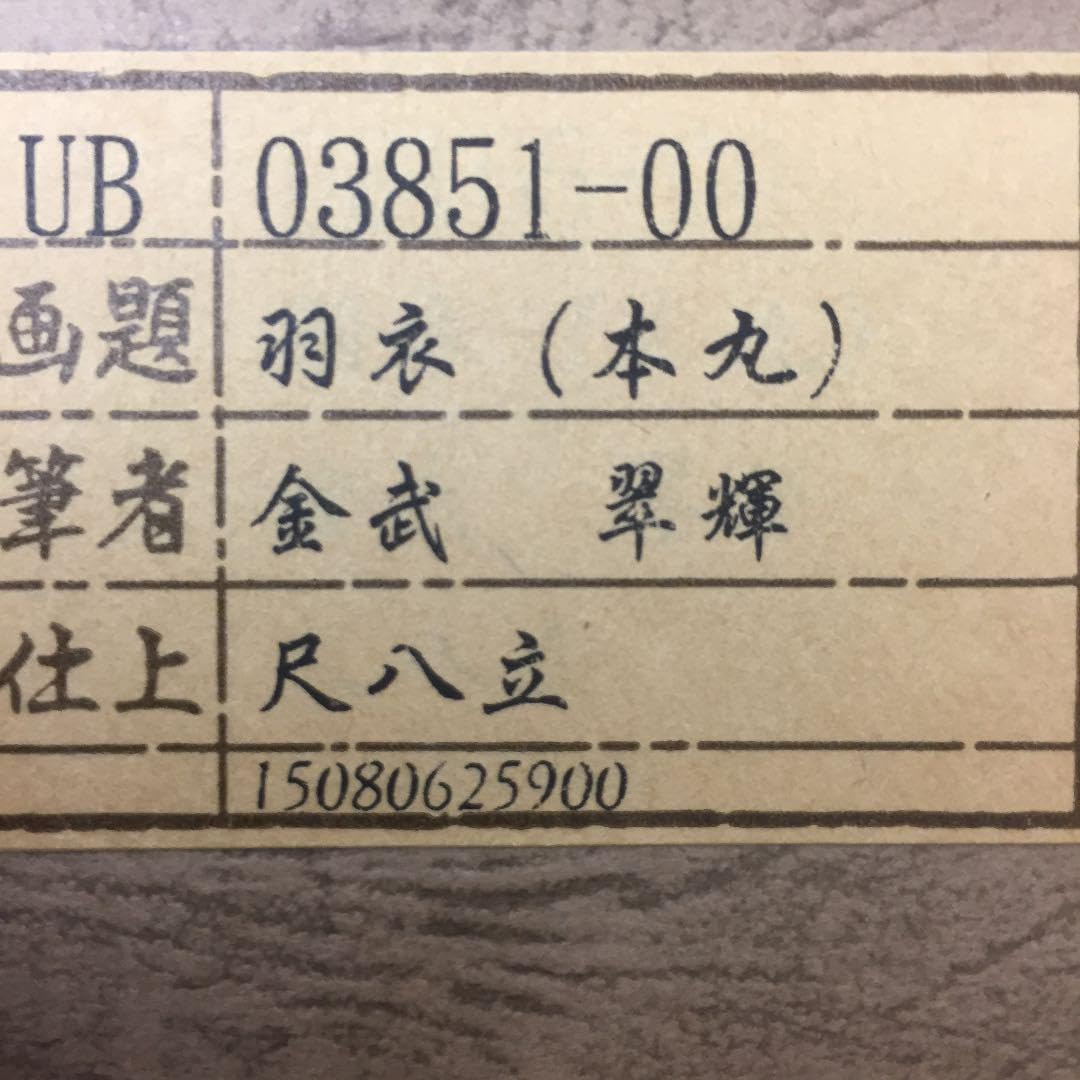 UB 03851-00
画題 羽衣(本丸)
筆者 金武 翠輝
仕上 尺八立
15080625900